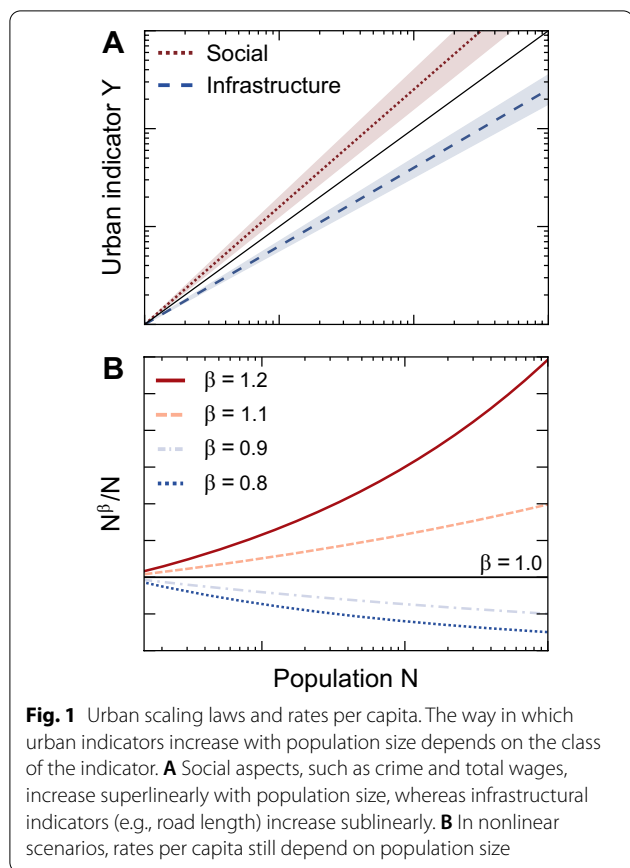 A
Social
Infrastructure
Urban indicator Y
B
β = 1.2
β = 1.1
β = 0.9
β = 0.8
β = 1.0
N^β/N
Population N
Fig. 1 Urban scaling laws and rates per capita. The way in which
urban indicators increase with population size depends on the class
of the indicator. A Social aspects, such as crime and total wages,
increase superlinearly with population size, whereas infrastructural
indicators (e.g., road length) increase sublinearly. B In nonlinear
scenarios, rates per capita still depend on population size